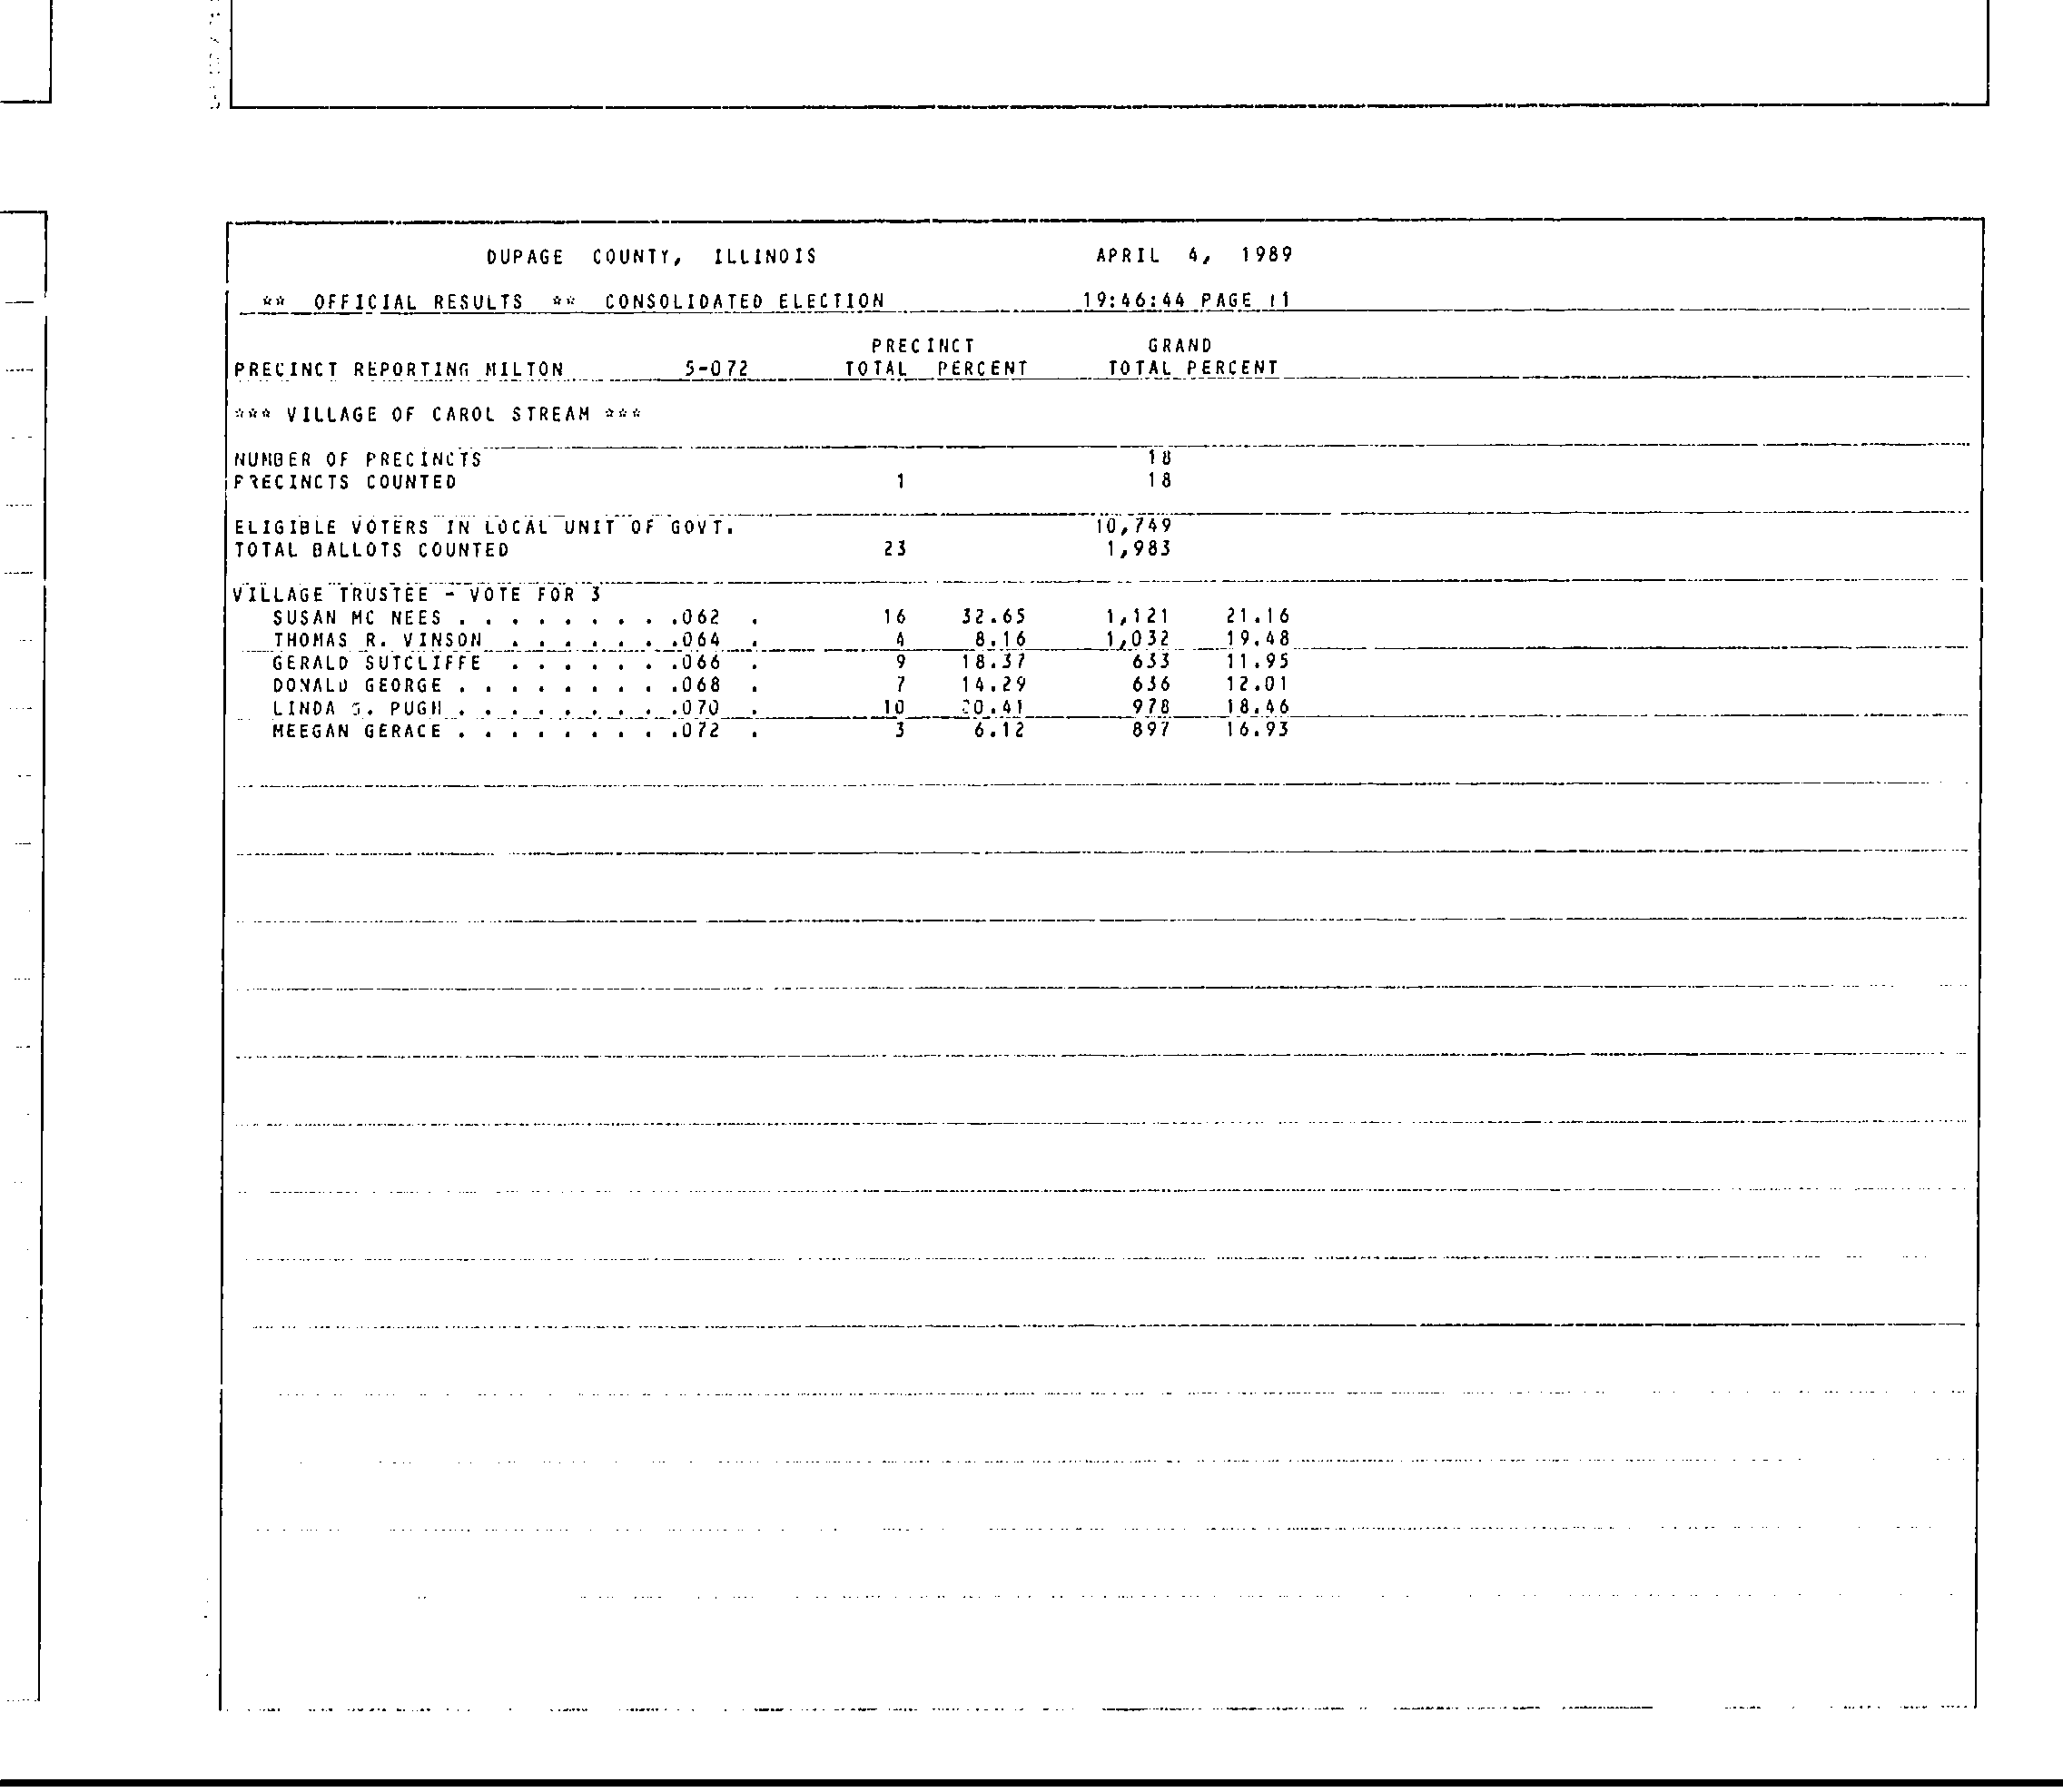 DUPAGE COUNTY, ILLINOIS APRIL 4, 1989
** OFFICIAL RESULTS ** CONSOLIDATED ELECTION 19:46:44 PAGE 11
PRECINCT GRAND
PRECINCT REPORTING MILTON 5-072 TOTAL PERCENT TOTAL PERCENT
*** VILLAGE OF CAROL STREAM ***
NUMBER OF PRECINCTS 18
PRECINCTS COUNTED 1 18
ELIGIBLE VOTERS IN LOCAL UNIT OF GOVT. 10,749
TOTAL BALLOTS COUNTED 23 1,983
VILLAGE TRUSTEE - VOTE FOR 3
SUSAN MC NEES . . . . . . . . .062 . 16 32.65 1,121 21.16
THOMAS R. VINSON . . . . . . .064 . 4 8.16 1,032 19.48
GERALD SUTCLIFFE . . . . . . .066 . 9 18.37 633 11.95
DONALD GEORGE . . . . . . . . .068 . 7 14.29 636 12.01
LINDA PUGH . . . . . . . . .070 . 10 20.41 978 18.46
MEEGAN GERACE . . . . . . . . .072 . 3 6.12 897 16.93